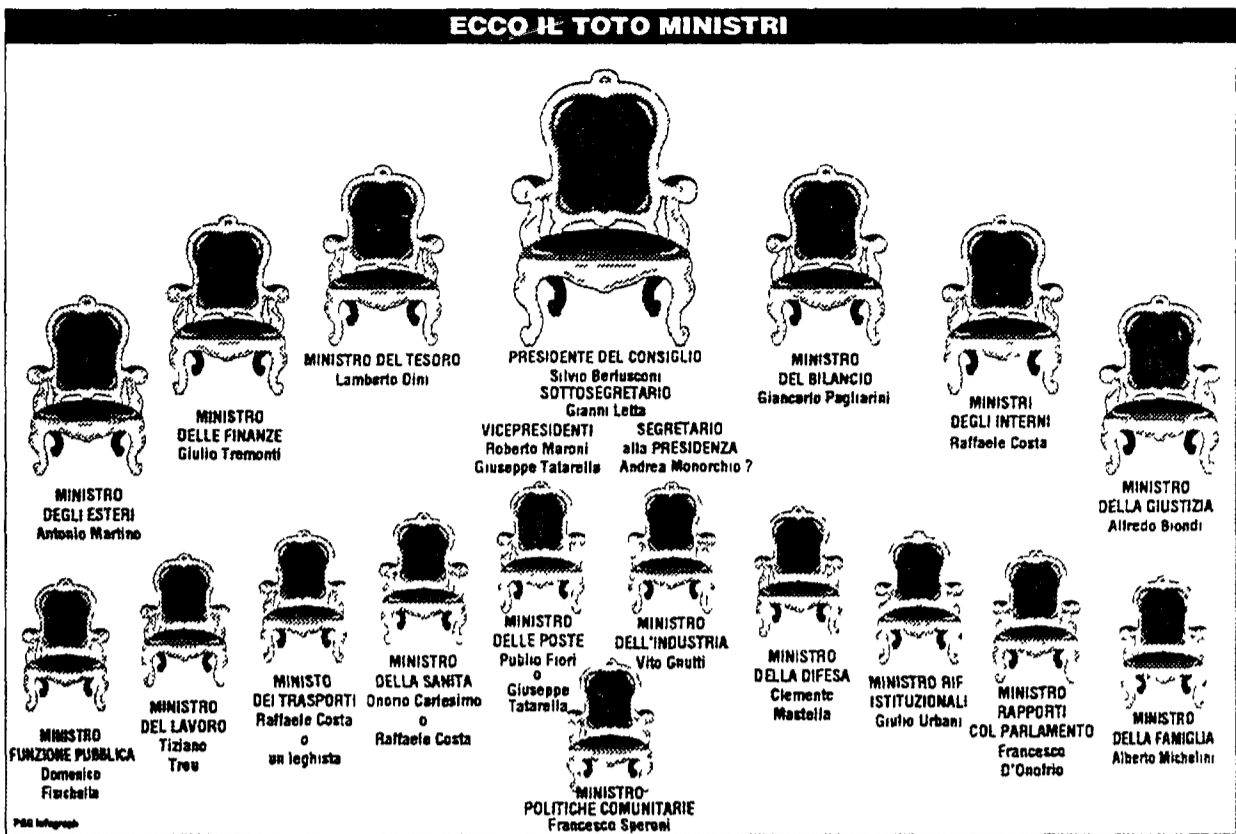 ECCO IL TOTO MINISTRI
PRESIDENTE DEL CONSIGLIO
Silvio Berlusconi
SOTTOSEGRETARIO
Gianni Letta
VICEPRESIDENTI
Roberto Maroni
Giuseppe Tatarella
SEGRETARIO
alla PRESIDENZA
Andrea Monorchio ?
MINISTRO DEL TESORO
Lamberto Dini
MINISTRO
DEL BILANCIO
Giancarlo Pagliarini
MINISTRO
DELLE FINANZE
Giulio Tremonti
MINISTRI
DEGLI INTERNI
Raffaele Costa
MINISTRO
DEGLI ESTERI
Antonio Martino
MINISTRO
DELLA GIUSTIZIA
Alfredo Biondi
MINISTRO
FUNZIONE PUBBLICA
Domenico
Fisichella
MINISTRO
DEL LAVORO
Tiziano
Treu
MINISTO
DEI TRASPORTI
Raffaele Costa
o
un leghista
MINISTRO
DELLA SANITA
Onorio Carlesimo
o
Raffaele Costa
MINISTRO
DELLE POSTE
Publio Fiori
o
Giuseppe
Tatarella
MINISTRO
DELL'INDUSTRIA
Vito Gnutti
MINISTRO
DELLA DIFESA
Clemente
Mastella
MINISTRO RIF
ISTITUZIONALI
Giulio Urbani
MINISTRO
RAPPORTI
COL PARLAMENTO
Francesco
D'Onofrio
MINISTRO
DELLA FAMIGLIA
Alberto Michelini
MINISTRO
POLITICHE COMUNITARIE
Francesco Speroni
P&G Infograph